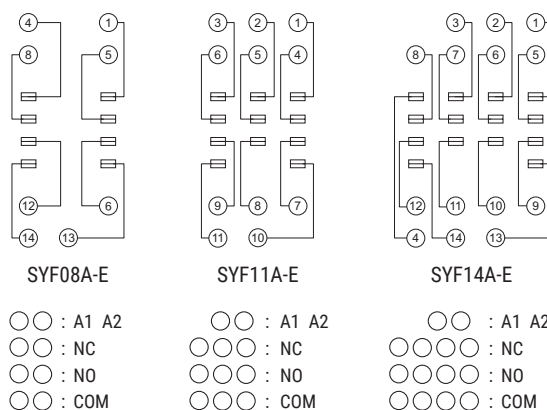 4 1 3 2 1 3 2 1
8 5 6 5 4 8 7 6 5
12 6 9 8 7 12 11 10 9
14 13 11 10 4 14 13
SYF08A-E SYF11A-E SYF14A-E
: A1 A2 : A1 A2 : A1 A2
: NC : NC : NC
: NO : NO : NO
: COM : COM : COM